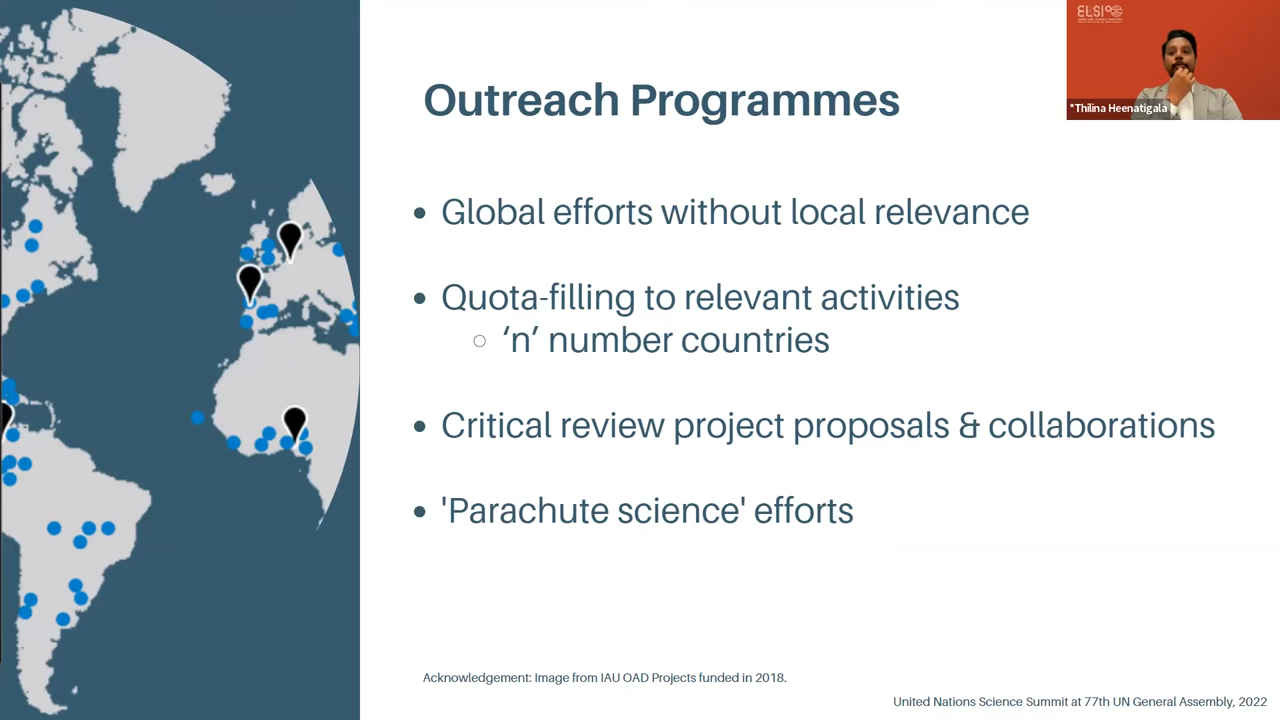 Outreach Programmes
ELSI
*Thilina Heenatigala
• Global efforts without local relevance
• Quota-filling to relevant activities
○ ‘n’ number countries
• Critical review project proposals & collaborations
• 'Parachute science' efforts
Acknowledgement: Image from IAU OAD Projects funded in 2018.
United Nations Science Summit at 77th UN General Assembly, 2022